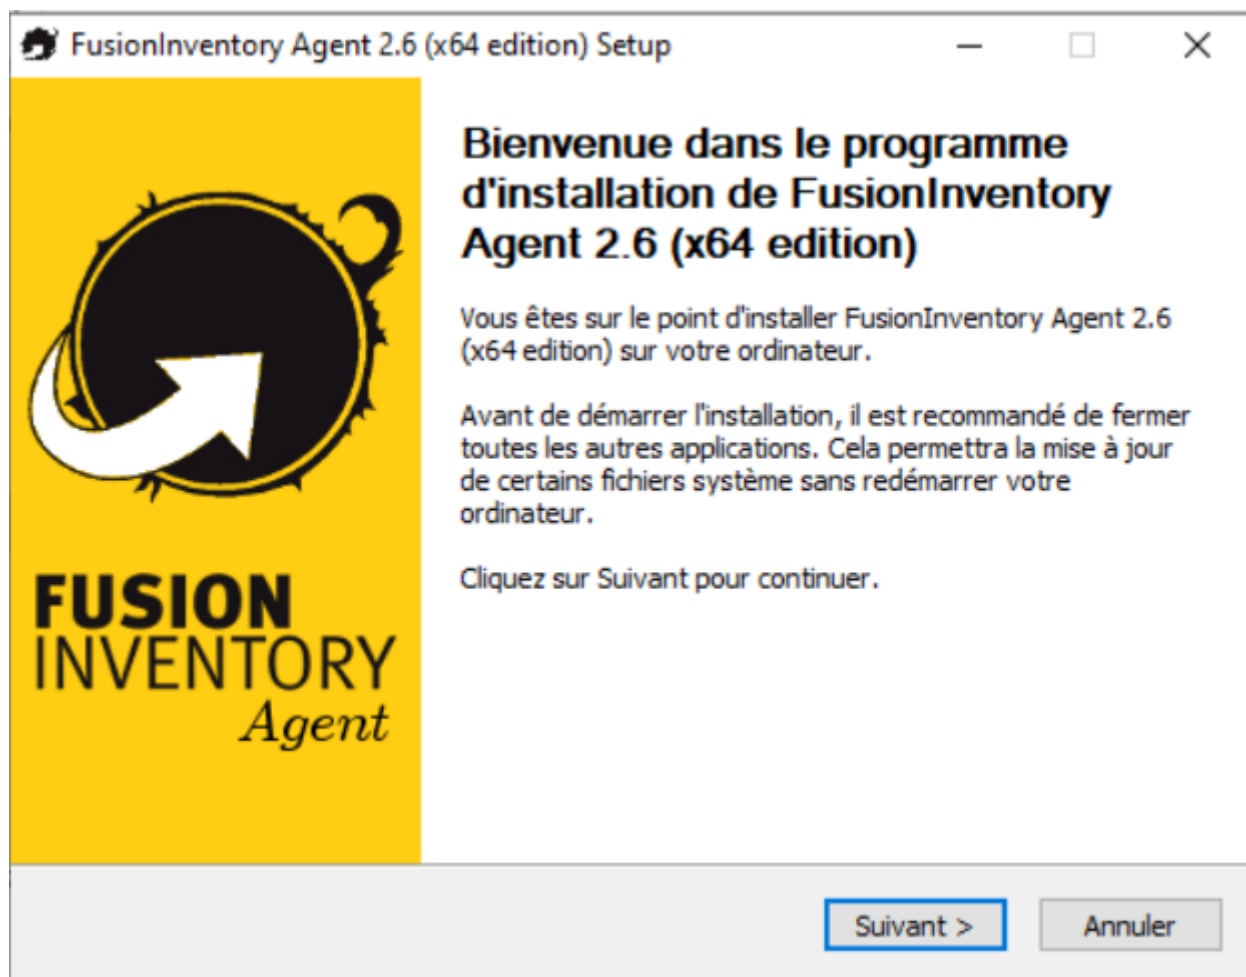 FusionInventory Agent 2.6 (x64 edition) Setup
Bienvenue dans le programme
d'installation de FusionInventory
Agent 2.6 (x64 edition)
Vous êtes sur le point d'installer FusionInventory Agent 2.6
(x64 edition) sur votre ordinateur.
Avant de démarrer l'installation, il est recommandé de fermer
toutes les autres applications. Cela permettra la mise à jour
de certains fichiers système sans redémarrer votre
ordinateur.
Cliquez sur Suivant pour continuer.
FUSION
INVENTORY
Agent
Suivant >
Annuler